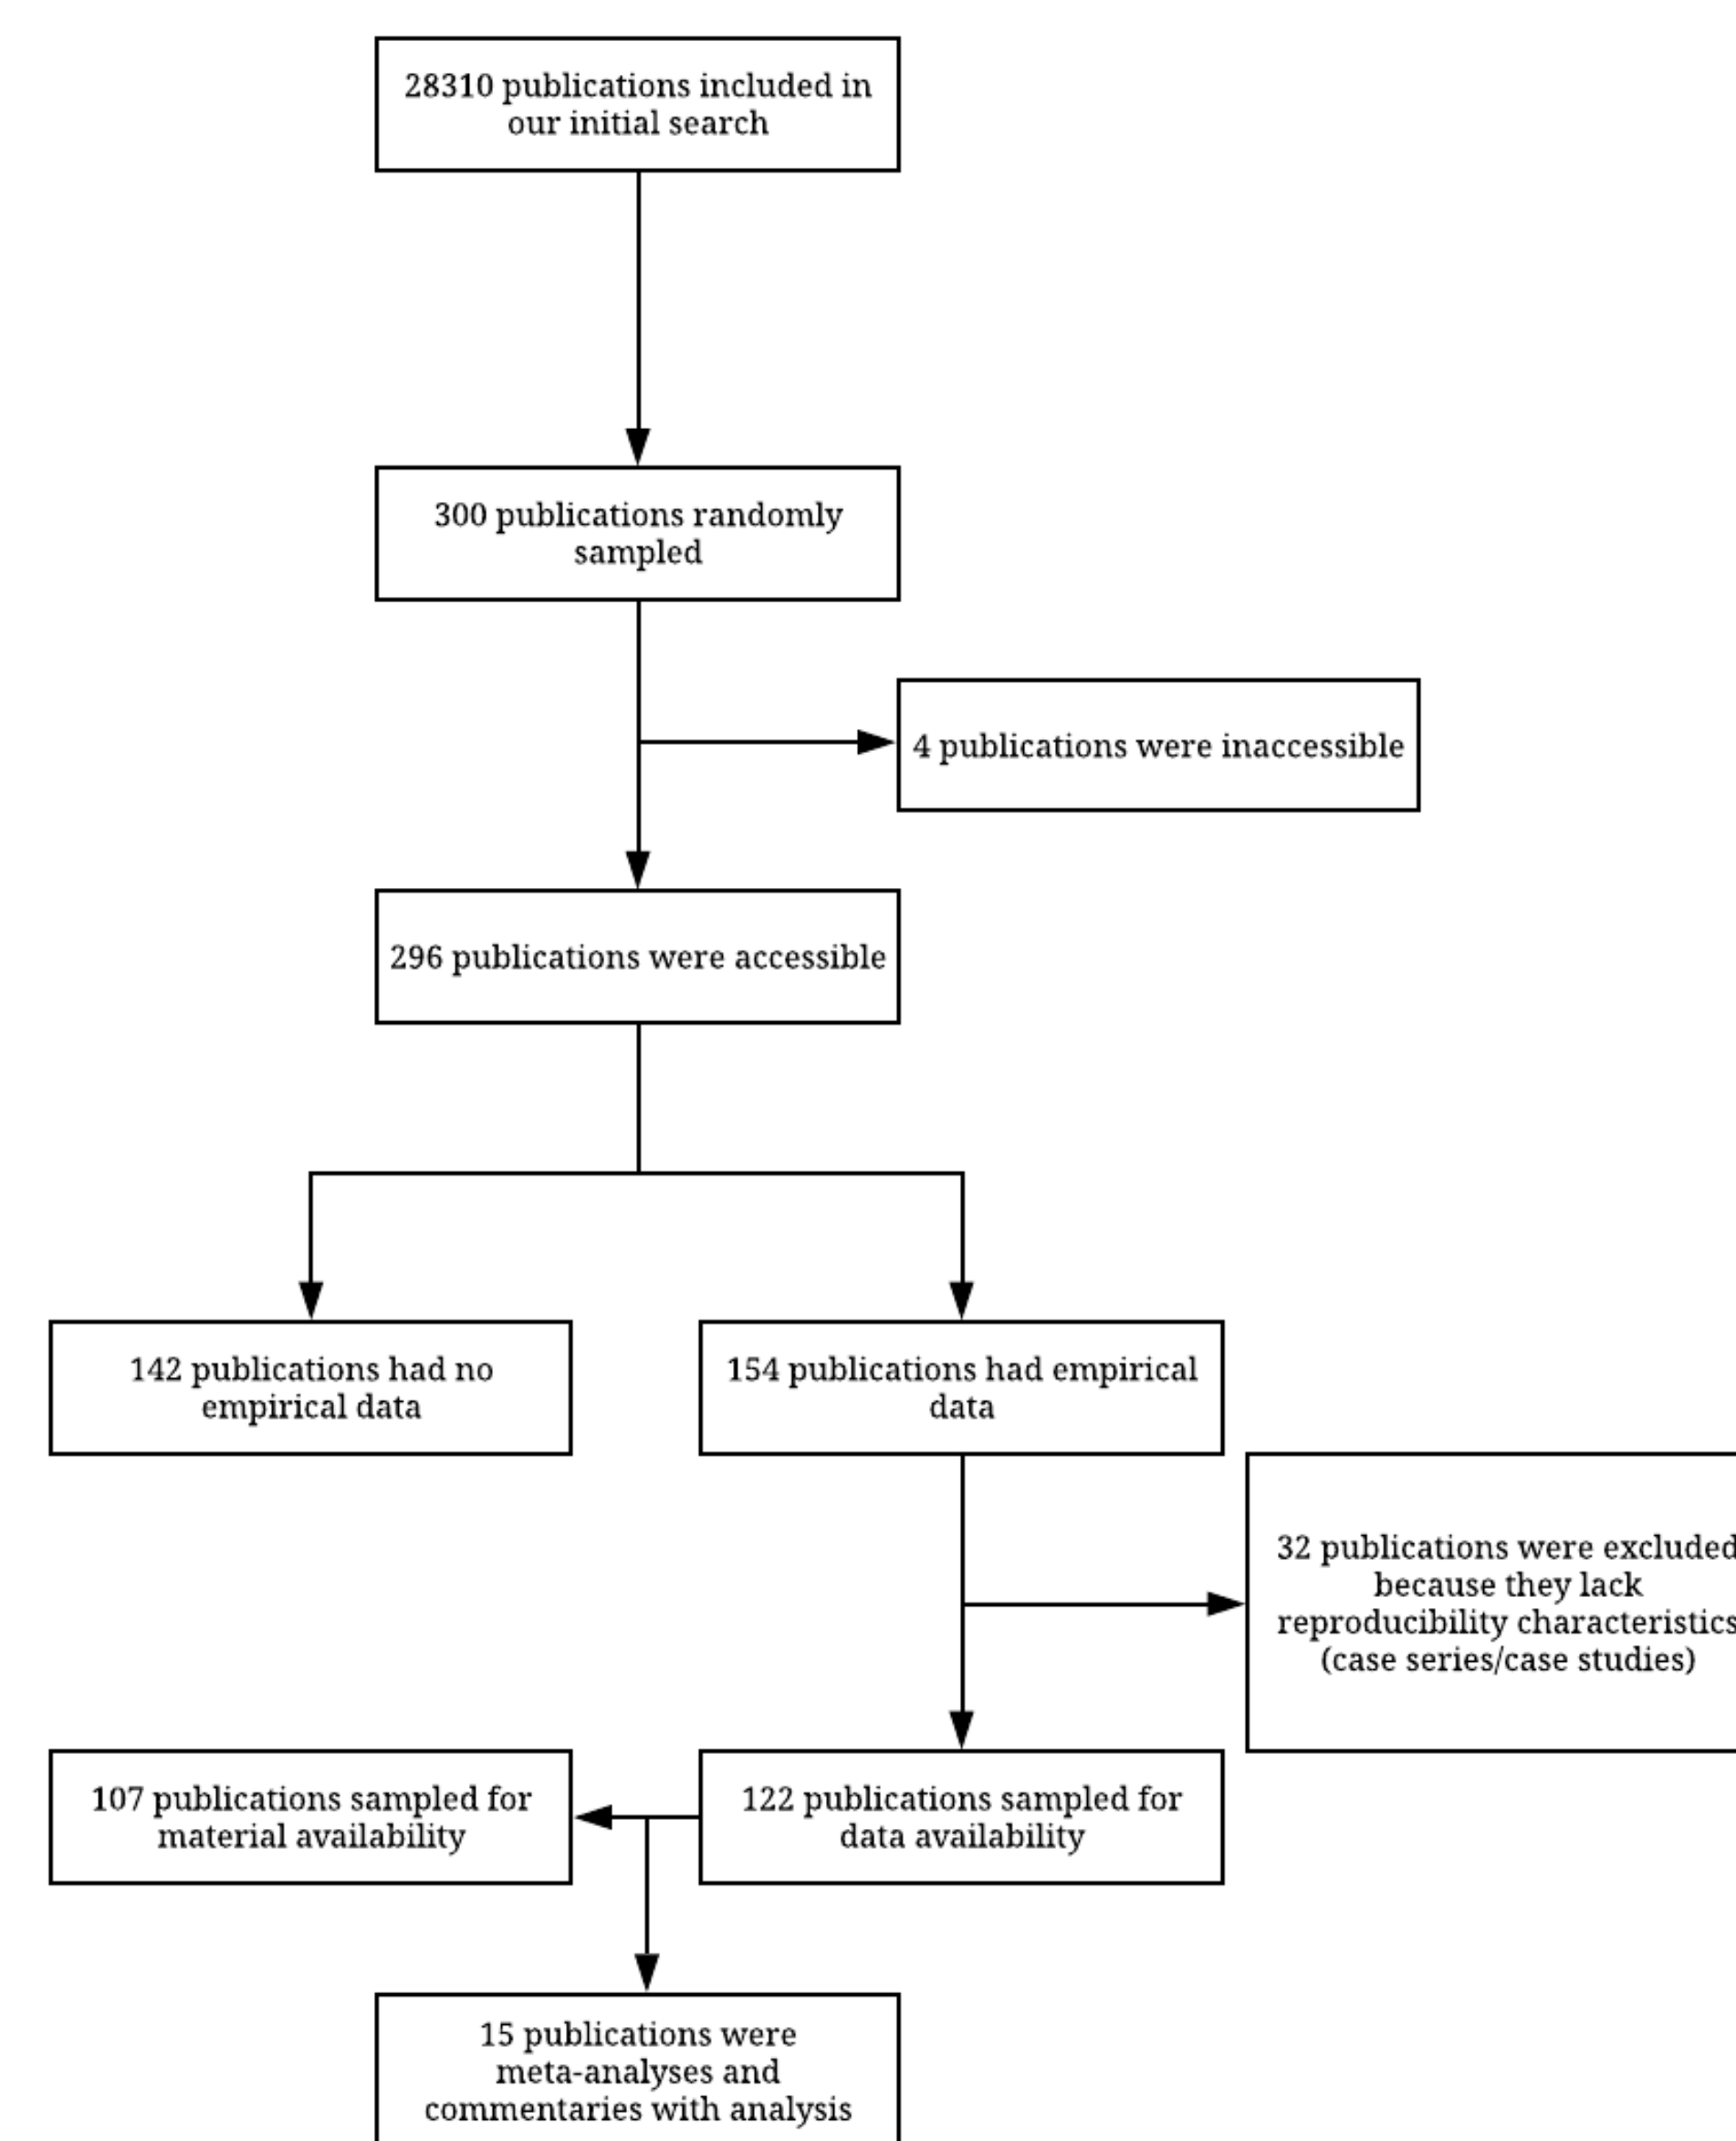 28310 publications included in
our initial search
300 publications randomly
sampled
4 publications were inaccessible
296 publications were accessible
142 publications had no
empirical data
154 publications had empirical
data
32 publications were excluded
because they lack
reproducibility characteristics
(case series/case studies)
107 publications sampled for
material availability
122 publications sampled for
data availability
15 publications were
meta-analyses and
commentaries with analysis